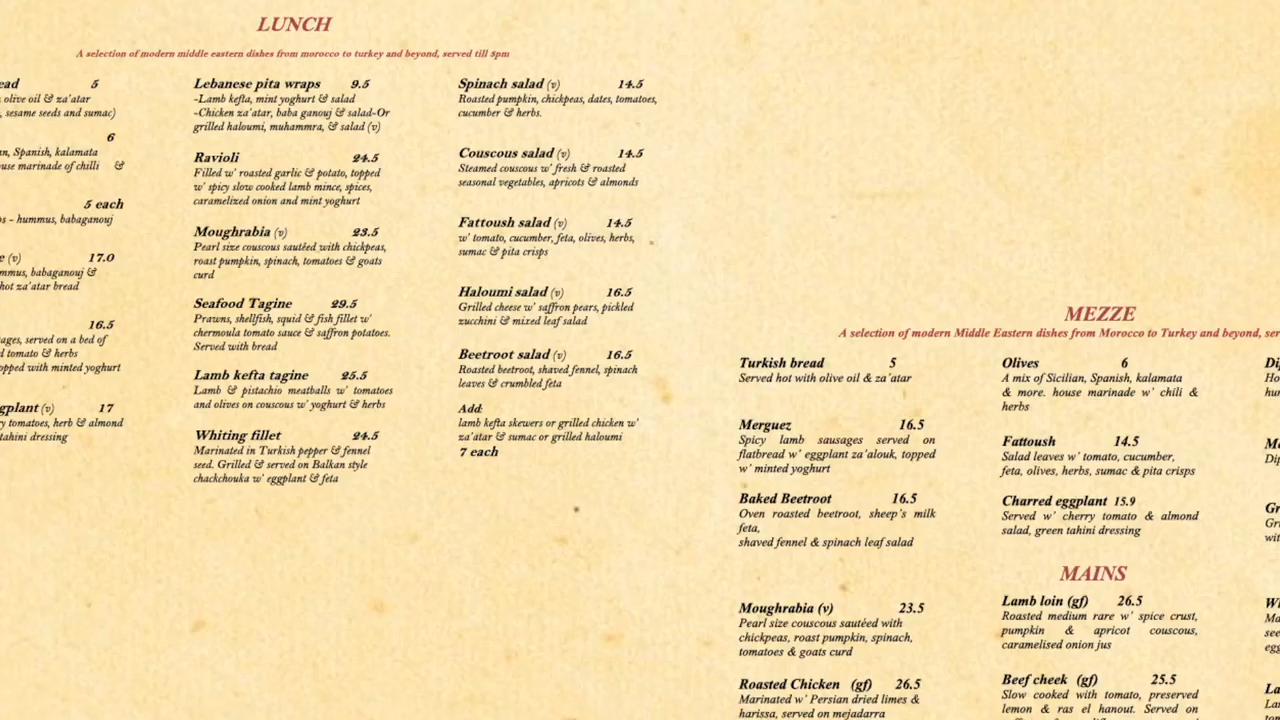 LUNCH
A selection of modern middle eastern dishes from morocco to turkey and beyond, served till 5pm
5
olive oil & za'atar
, sesame seeds and sumac)
6
Spanish, kalamata
marinade of chilli &
5 each
- hummus, babaganouj
(v) 17.0
babaganouj &
hot za'atar bread
16.5
served on a bed of
tomato & herbs
topped with minted yoghurt
(v) 17
tomatoes, herb & almond
tahini dressing
Lebanese pita wraps 9.5
-Lamb kefta, mint yoghurt & salad
-Chicken za'atar, baba ganouj & salad-Or
grilled haloumi, muhammra, & salad (v)
Ravioli 24.5
Filled w' roasted garlic & potato, topped
w' spicy slow cooked lamb mince, spices,
caramelized onion and mint yoghurt
Moughrabia (v) 23.5
Pearl size couscous sautéed with chickpeas,
roast pumpkin, spinach, tomatoes & goats
curd
Seafood Tagine 29.5
Prawns, shellfish, squid & fish fillet w'
chermoula tomato sauce & saffron potatoes.
Served with bread
Lamb kefta tagine 25.5
Lamb & pistachio meatballs w' tomatoes
and olives on couscous w' yoghurt & herbs
Whiting fillet 24.5
Marinated in Turkish pepper & fennel
seed. Grilled & served on Balkan style
chackchouka w' eggplant & feta
Spinach salad (v) 14.5
Roasted pumpkin, chickpeas, dates, tomatoes,
cucumber & herbs.
Couscous salad (v) 14.5
Steamed couscous w' fresh & roasted
seasonal vegetables, apricots & almonds
Fattoush salad (v) 14.5
w' tomato, cucumber, feta, olives, herbs,
sumac & pita crisps
Haloumi salad (v) 16.5
Grilled cheese w' saffron pears, pickled
zucchini & mixed leaf salad
Beetroot salad (v) 16.5
Roasted beetroot, shaved fennel, spinach
leaves & crumbled feta
Add:
lamb kefta skewers or grilled chicken w'
za'atar & sumac or grilled haloumi
7 each
MEZZE
A selection of modern Middle Eastern dishes from Morocco to Turkey and beyond,
Turkish bread 5
Served hot with olive oil & za'atar
Merguez 16.5
Spicy lamb sausages served on
flatbread w' eggplant za'alouk, topped
w' minted yoghurt
Baked Beetroot 16.5
Oven roasted beetroot, sheep's milk
feta,
shaved fennel & spinach leaf salad
Olives 6
A mix of Sicilian, Spanish, kalamata
& more. house marinade w' chili &
herbs
Fattoush 14.5
Salad leaves w' tomato, cucumber,
feta, olives, herbs, sumac & pita crisps
Charred eggplant 15.9
Served w' cherry tomato & almond
salad, green tahini dressing
MAINS
Moughrabia (v) 23.5
Pearl size couscous sautéed with
chickpeas, roast pumpkin, spinach,
tomatoes & goats curd
Roasted Chicken (gf) 26.5
Marinated w' Persian dried limes &
harissa, served on mejadarra
Lamb loin (gf) 26.5
Roasted medium rare w' spice crust,
pumpkin & apricot couscous,
caramelised onion jus
Beef cheek (gf) 25.5
Slow cooked with tomato, preserved
lemon & ras el hanout. Served on